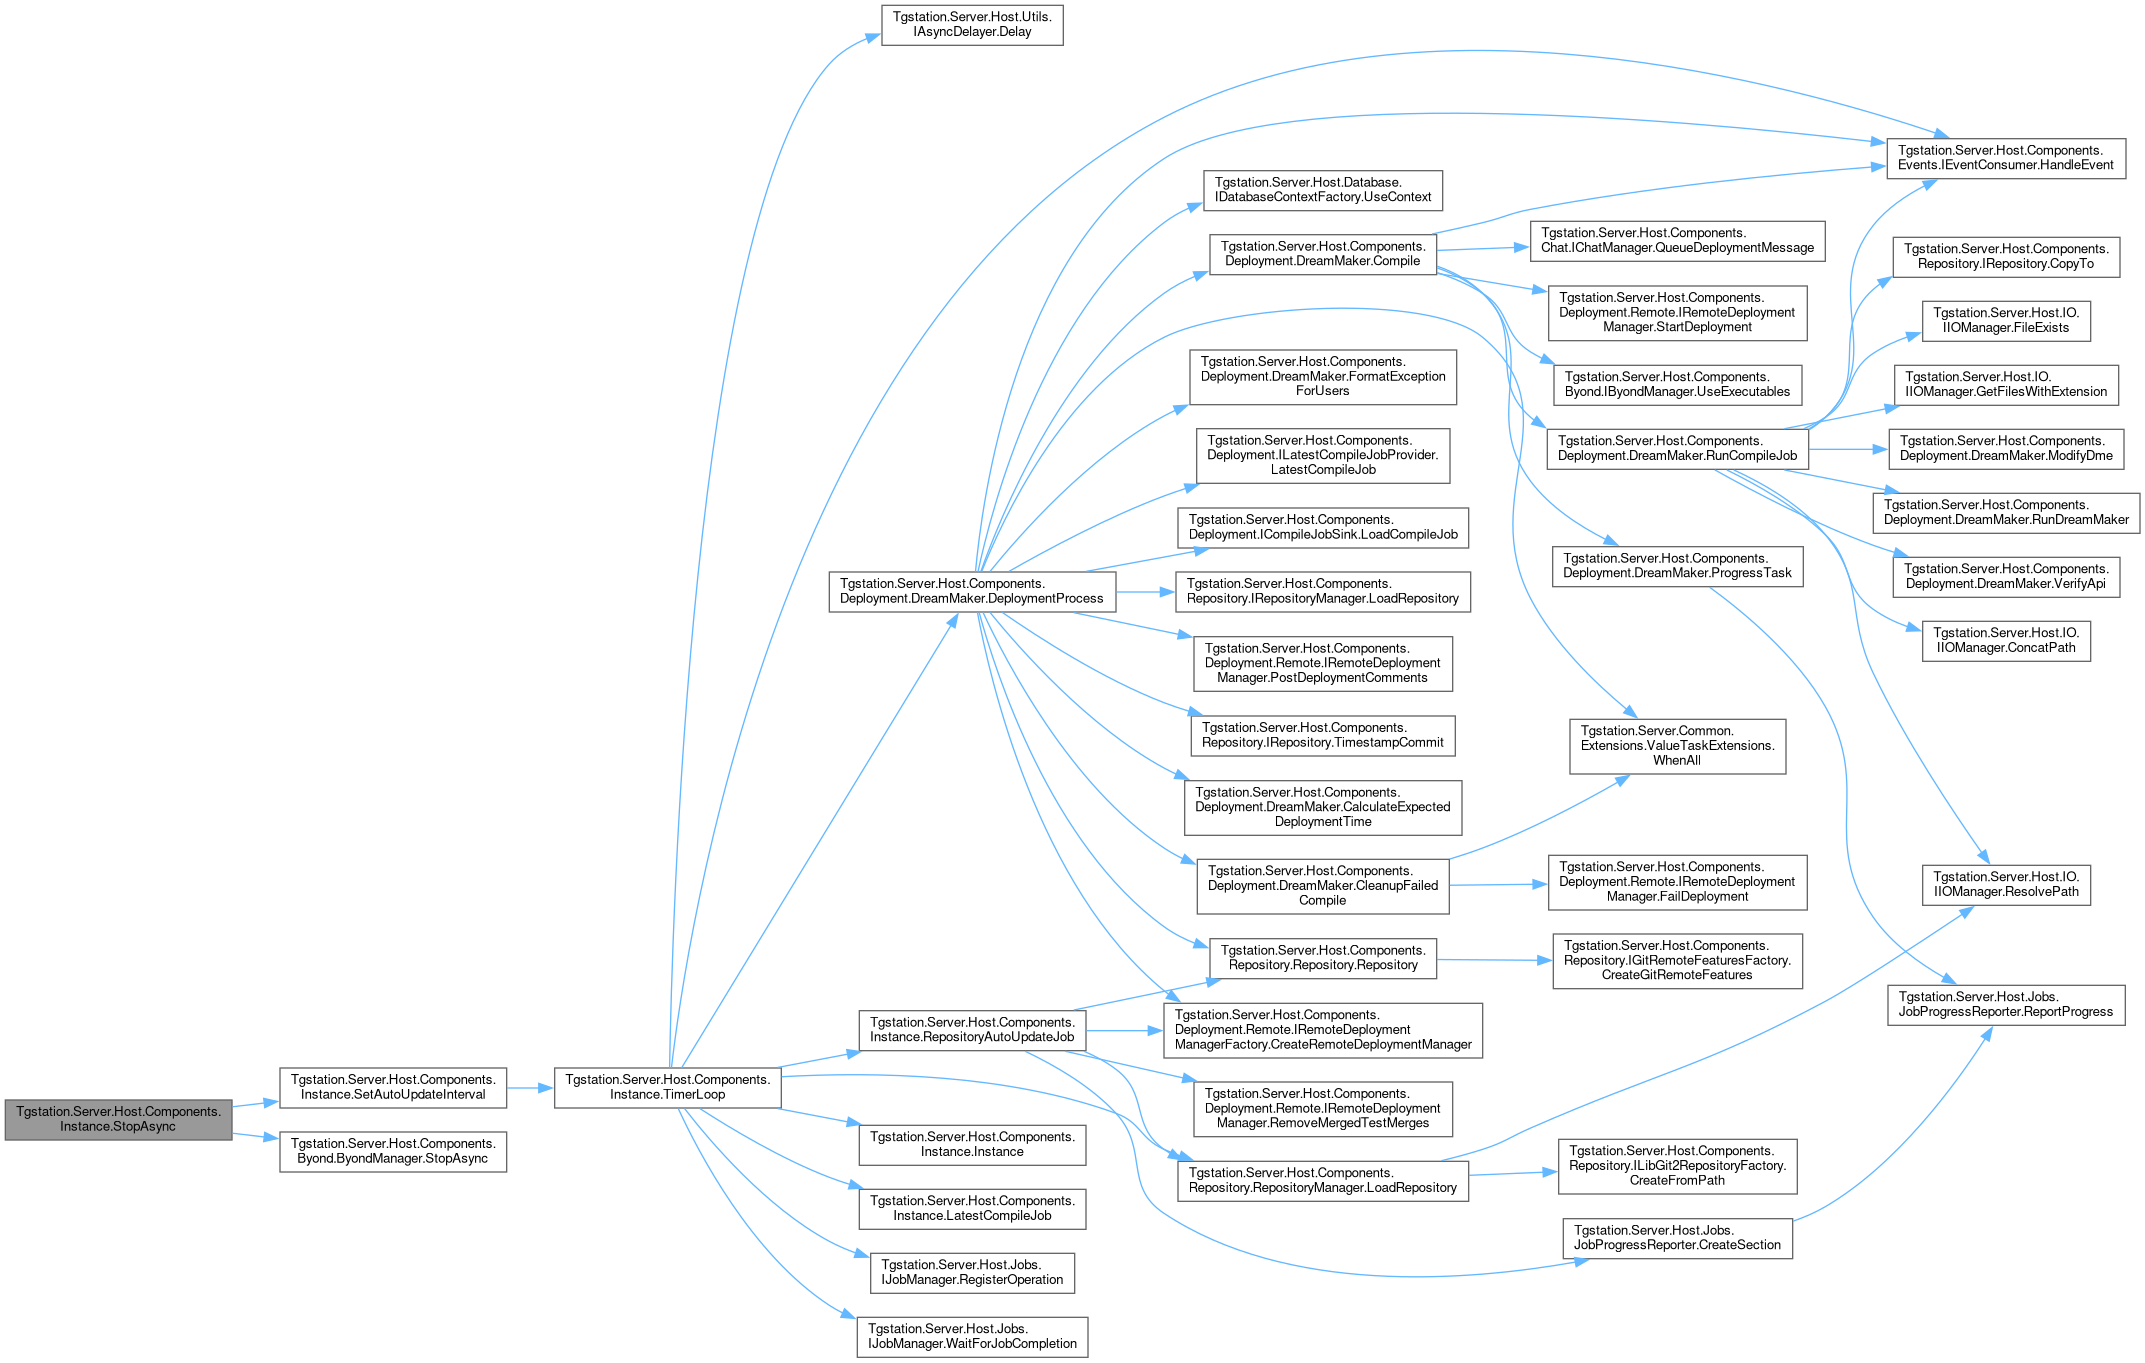 Tgstation.Server.Host.Components.
Instance.StopAsync
Tgstation.Server.Host.Components.
Instance.SetAutoUpdateInterval
Tgstation.Server.Host.Components.
Byond.ByondManager.StopAsync
Tgstation.Server.Host.Components.
Instance.TimerLoop
Tgstation.Server.Host.Utils.
IAsyncDelayer.Delay
Tgstation.Server.Host.Components.
Deployment.DreamMaker.DeploymentProcess
Tgstation.Server.Host.Components.
Instance.RepositoryAutoUpdateJob
Tgstation.Server.Host.Components.
Instance.Instance
Tgstation.Server.Host.Components.
Instance.LatestCompileJob
Tgstation.Server.Host.Jobs.
IJobManager.RegisterOperation
Tgstation.Server.Host.Jobs.
IJobManager.WaitForJobCompletion
Tgstation.Server.Host.Database.
IDatabaseContextFactory.UseContext
Tgstation.Server.Host.Components.
Deployment.DreamMaker.Compile
Tgstation.Server.Host.Components.
Deployment.DreamMaker.FormatException
ForUsers
Tgstation.Server.Host.Components.
Deployment.ILatestCompileJobProvider.
LatestCompileJob
Tgstation.Server.Host.Components.
Deployment.ICompileJobSink.LoadCompileJob
Tgstation.Server.Host.Components.
Repository.IRepositoryManager.LoadRepository
Tgstation.Server.Host.Components.
Deployment.Remote.IRemoteDeployment
Manager.PostDeploymentComments
Tgstation.Server.Host.Components.
Repository.IRepository.TimestampCommit
Tgstation.Server.Host.Components.
Deployment.DreamMaker.CalculateExpected
DeploymentTime
Tgstation.Server.Host.Components.
Deployment.DreamMaker.CleanupFailed
Compile
Tgstation.Server.Host.Components.
Repository.Repository.Repository
Tgstation.Server.Host.Components.
Deployment.Remote.IRemoteDeployment
ManagerFactory.CreateRemoteDeploymentManager
Tgstation.Server.Host.Components.
Deployment.Remote.IRemoteDeployment
Manager.RemoveMergedTestMerges
Tgstation.Server.Host.Components.
Repository.RepositoryManager.LoadRepository
Tgstation.Server.Host.Components.
Chat.IChatManager.QueueDeploymentMessage
Tgstation.Server.Host.Components.
Deployment.Remote.IRemoteDeployment
Manager.StartDeployment
Tgstation.Server.Host.Components.
Byond.IByondManager.UseExecutables
Tgstation.Server.Host.Components.
Deployment.DreamMaker.RunCompileJob
Tgstation.Server.Host.Components.
Deployment.DreamMaker.ProgressTask
Tgstation.Server.Common.
Extensions.ValueTaskExtensions.
WhenAll
Tgstation.Server.Host.Components.
Deployment.Remote.IRemoteDeployment
Manager.FailDeployment
Tgstation.Server.Host.Components.
Repository.IGitRemoteFeaturesFactory.
CreateGitRemoteFeatures
Tgstation.Server.Host.Components.
Repository.ILibGit2RepositoryFactory.
CreateFromPath
Tgstation.Server.Host.Jobs.
JobProgressReporter.CreateSection
Tgstation.Server.Host.Components.
Events.IEventConsumer.HandleEvent
Tgstation.Server.Host.Components.
Repository.IRepository.CopyTo
Tgstation.Server.Host.IO.
IIOManager.FileExists
Tgstation.Server.Host.IO.
IIOManager.GetFilesWithExtension
Tgstation.Server.Host.Components.
Deployment.DreamMaker.ModifyDme
Tgstation.Server.Host.Components.
Deployment.DreamMaker.RunDreamMaker
Tgstation.Server.Host.Components.
Deployment.DreamMaker.VerifyApi
Tgstation.Server.Host.IO.
IIOManager.ConcatPath
Tgstation.Server.Host.IO.
IIOManager.ResolvePath
Tgstation.Server.Host.Jobs.
JobProgressReporter.ReportProgress